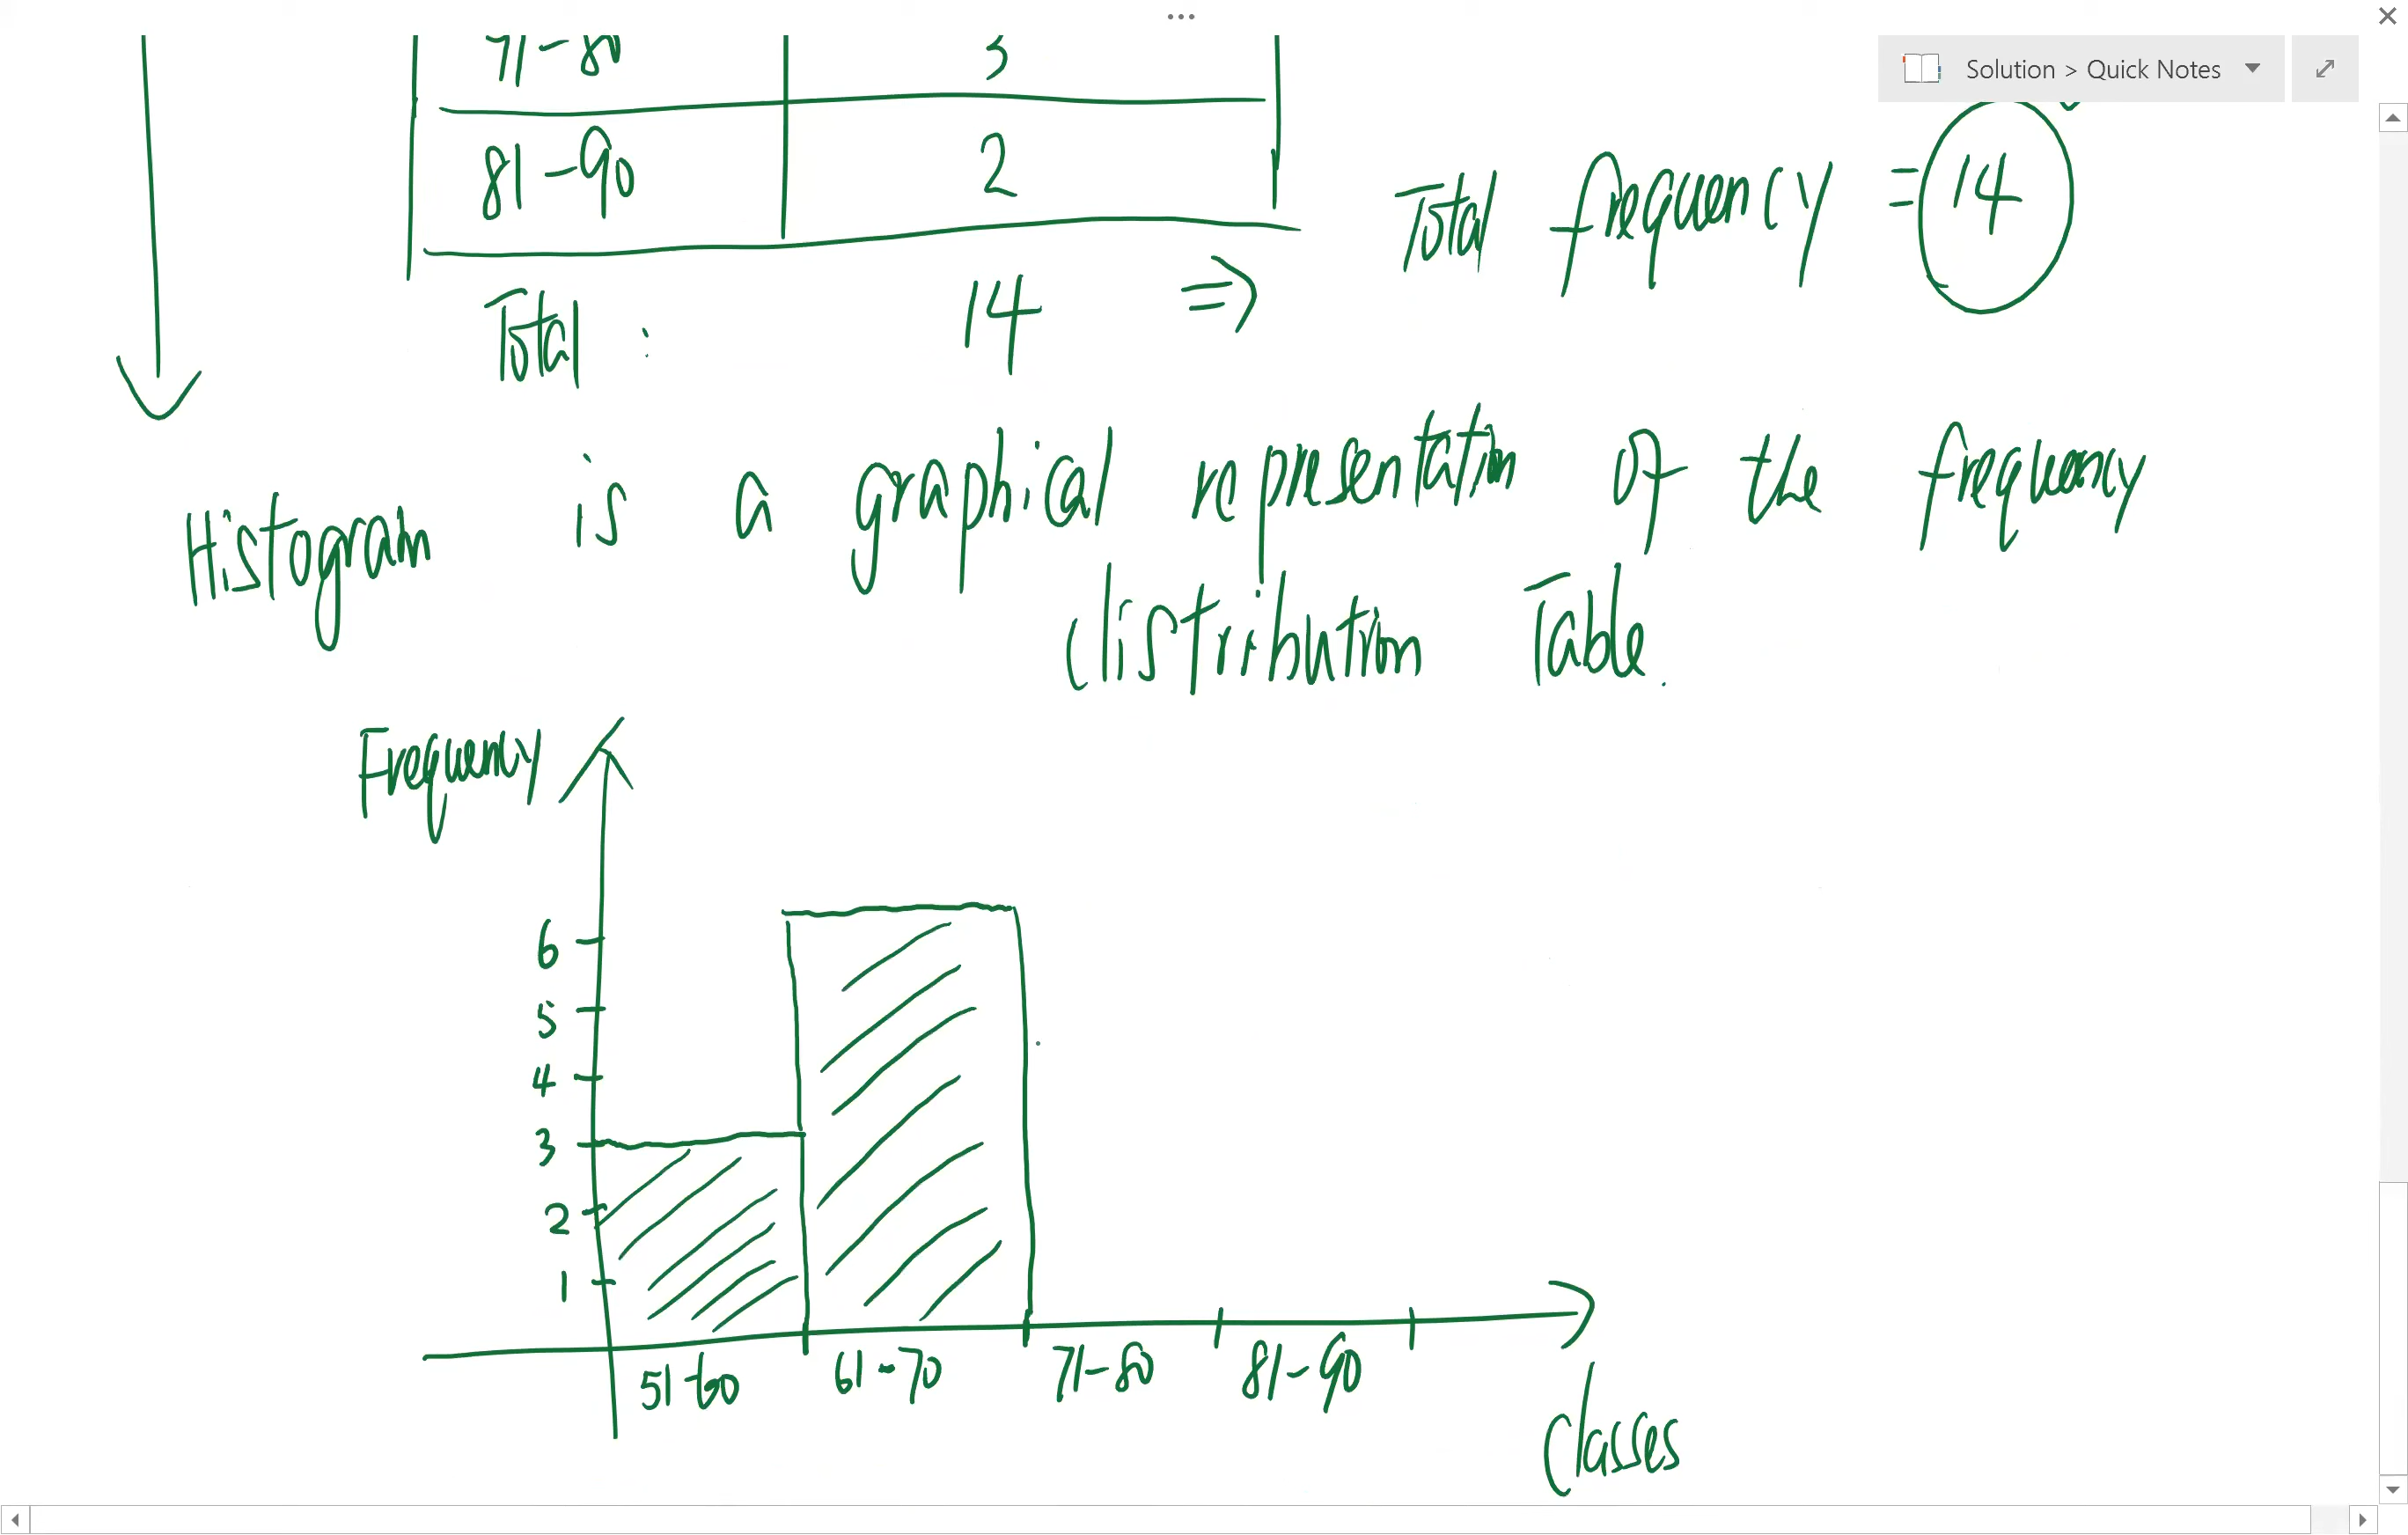 ...
Solution > Quick Notes
71-80 3
81-90 2
Total frequency = 14
Total : 14 ⇒
Histogram is a graphical representation of the frequency
distribution Table.
Frequency
6
5
4
3
2
1
51-60 61-70 71-80 81-90
Classes